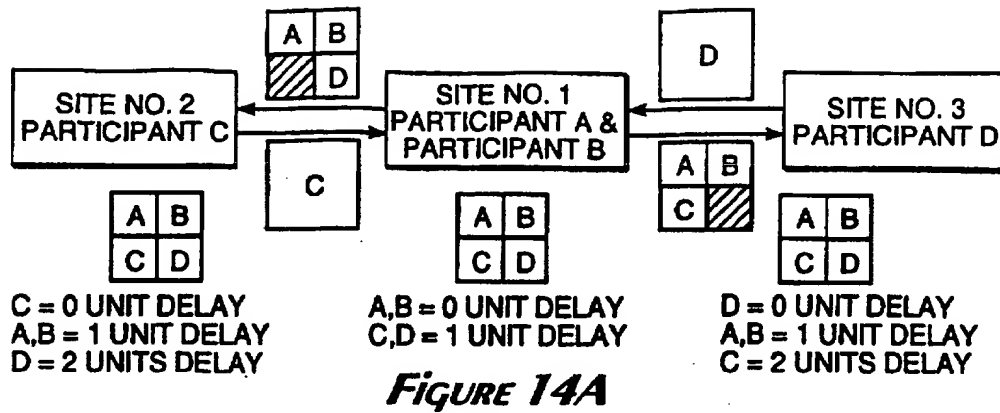 A B
D
D
SITE NO. 2
PARTICIPANT C
SITE NO. 1
PARTICIPANT A &
PARTICIPANT B
SITE NO. 3
PARTICIPANT D
C
A B
C
A B
C D
A B
C D
A B
C D
C = 0 UNIT DELAY
A,B = 1 UNIT DELAY
D = 2 UNITS DELAY
A,B = 0 UNIT DELAY
C,D = 1 UNIT DELAY
D = 0 UNIT DELAY
A,B = 1 UNIT DELAY
C = 2 UNITS DELAY
FIGURE 14A